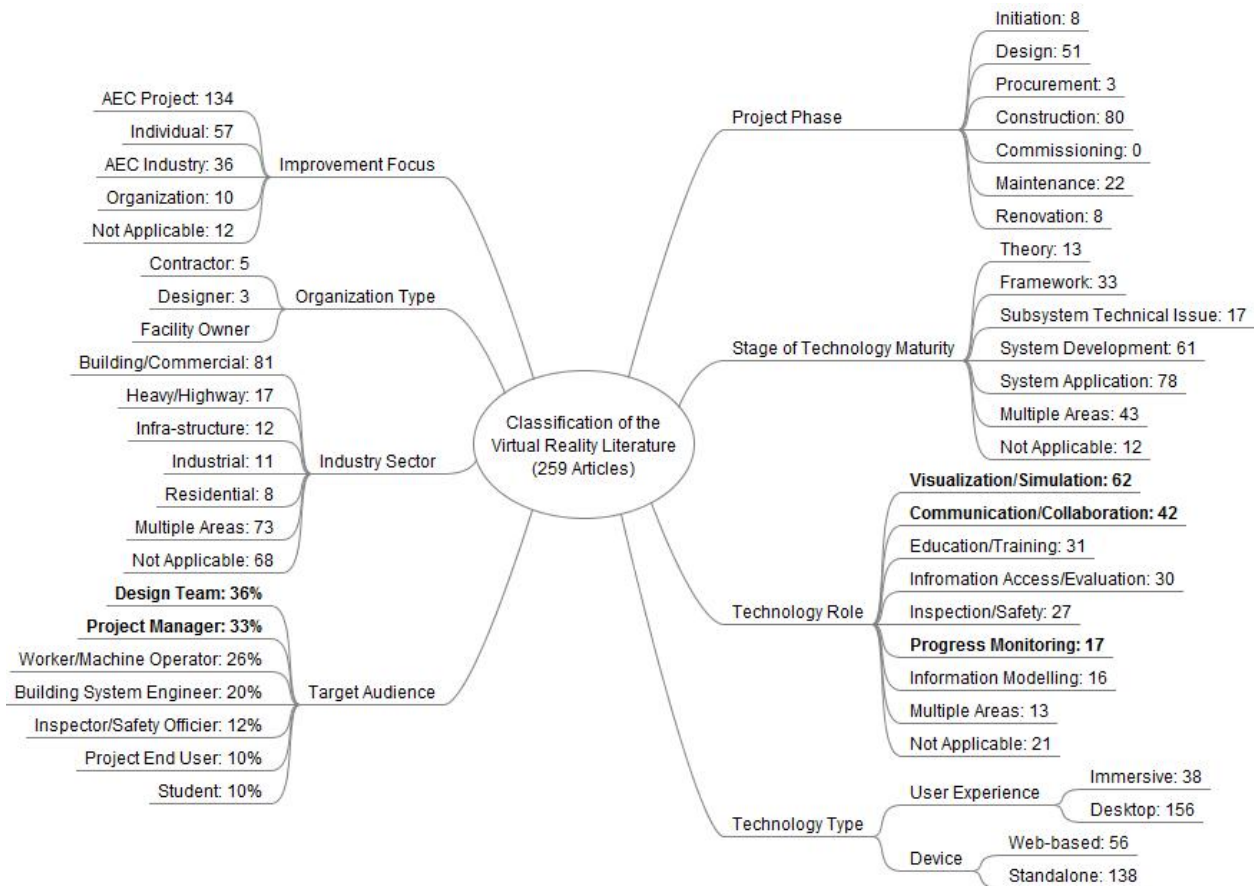 Classification of the
Virtual Reality Literature
(259 Articles)
Improvement Focus
AEC Project: 134
Individual: 57
AEC Industry: 36
Organization: 10
Not Applicable: 12
Organization Type
Contractor: 5
Designer: 3
Facility Owner
Industry Sector
Building/Commercial: 81
Heavy/Highway: 17
Infra-structure: 12
Industrial: 11
Residential: 8
Multiple Areas: 73
Not Applicable: 68
Target Audience
Design Team: 36%
Project Manager: 33%
Worker/Machine Operator: 26%
Building System Engineer: 20%
Inspector/Safety Officier: 12%
Project End User: 10%
Student: 10%
Project Phase
Initiation: 8
Design: 51
Procurement: 3
Construction: 80
Commissioning: 0
Maintenance: 22
Renovation: 8
Stage of Technology Maturity
Theory: 13
Framework: 33
Subsystem Technical Issue: 17
System Development: 61
System Application: 78
Multiple Areas: 43
Not Applicable: 12
Technology Role
Visualization/Simulation: 62
Communication/Collaboration: 42
Education/Training: 31
Infromation Access/Evaluation: 30
Inspection/Safety: 27
Progress Monitoring: 17
Information Modelling: 16
Multiple Areas: 13
Not Applicable: 21
Technology Type
User Experience
Immersive: 38
Desktop: 156
Device
Web-based: 56
Standalone: 138